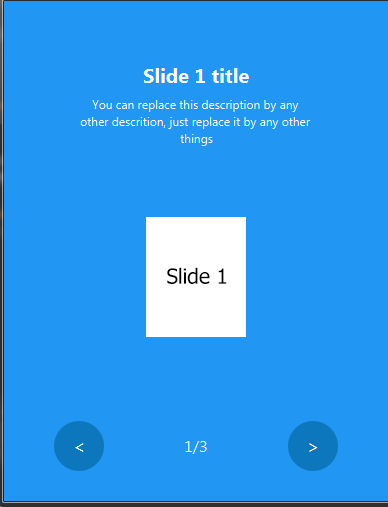 Slide 1 title
You can replace this description by any
other descrition, just replace it by any other
things
Slide 1
< 1/3 >